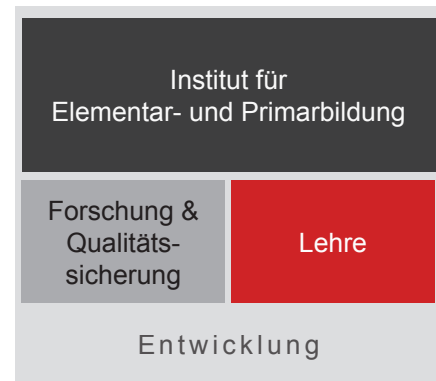 Institut für
Elementar- und Primarbildung
Forschung &
Qualitäts-
sicherung
Lehre
Entwicklung